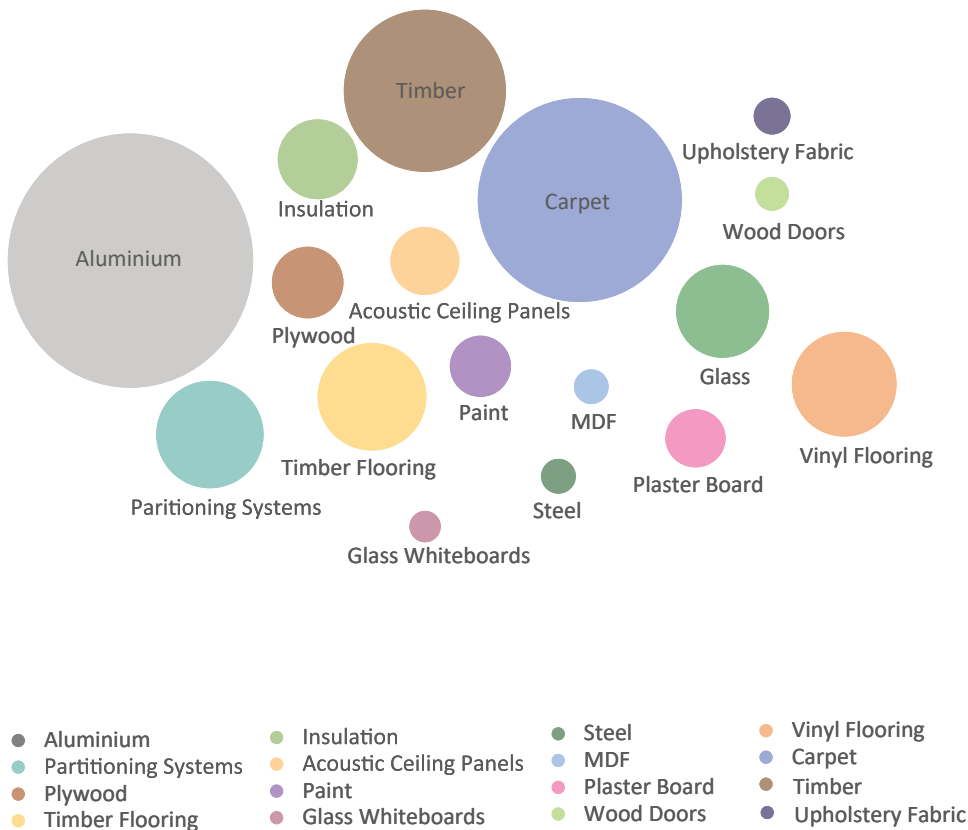 Timber
Upholstery Fabric
Carpet
Insulation
Wood Doors
Aluminium
Acoustic Ceiling Panels
Plywood
Glass
Paint
MDF
Vinyl Flooring
Timber Flooring
Plaster Board
Paritioning Systems
Steel
Glass Whiteboards
Aluminium
Partitioning Systems
Plywood
Timber Flooring
Insulation
Acoustic Ceiling Panels
Paint
Glass Whiteboards
Steel
MDF
Plaster Board
Wood Doors
Vinyl Flooring
Carpet
Timber
Upholstery Fabric